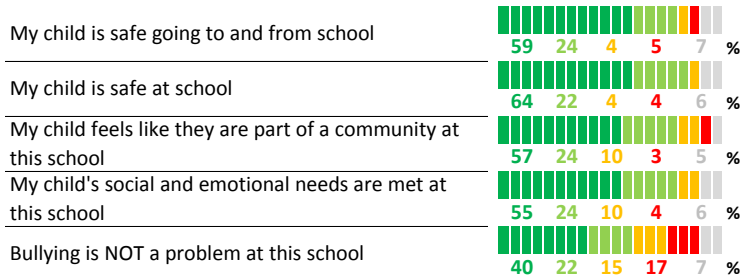 My child is safe going to and from school
59 24 4 5 7 %
My child is safe at school
64 22 4 4 6 %
My child feels like they are part of a community at
this school
57 24 10 3 5 %
My child's social and emotional needs are met at
this school
55 24 10 4 6 %
Bullying is NOT a problem at this school
40 22 15 17 7 %